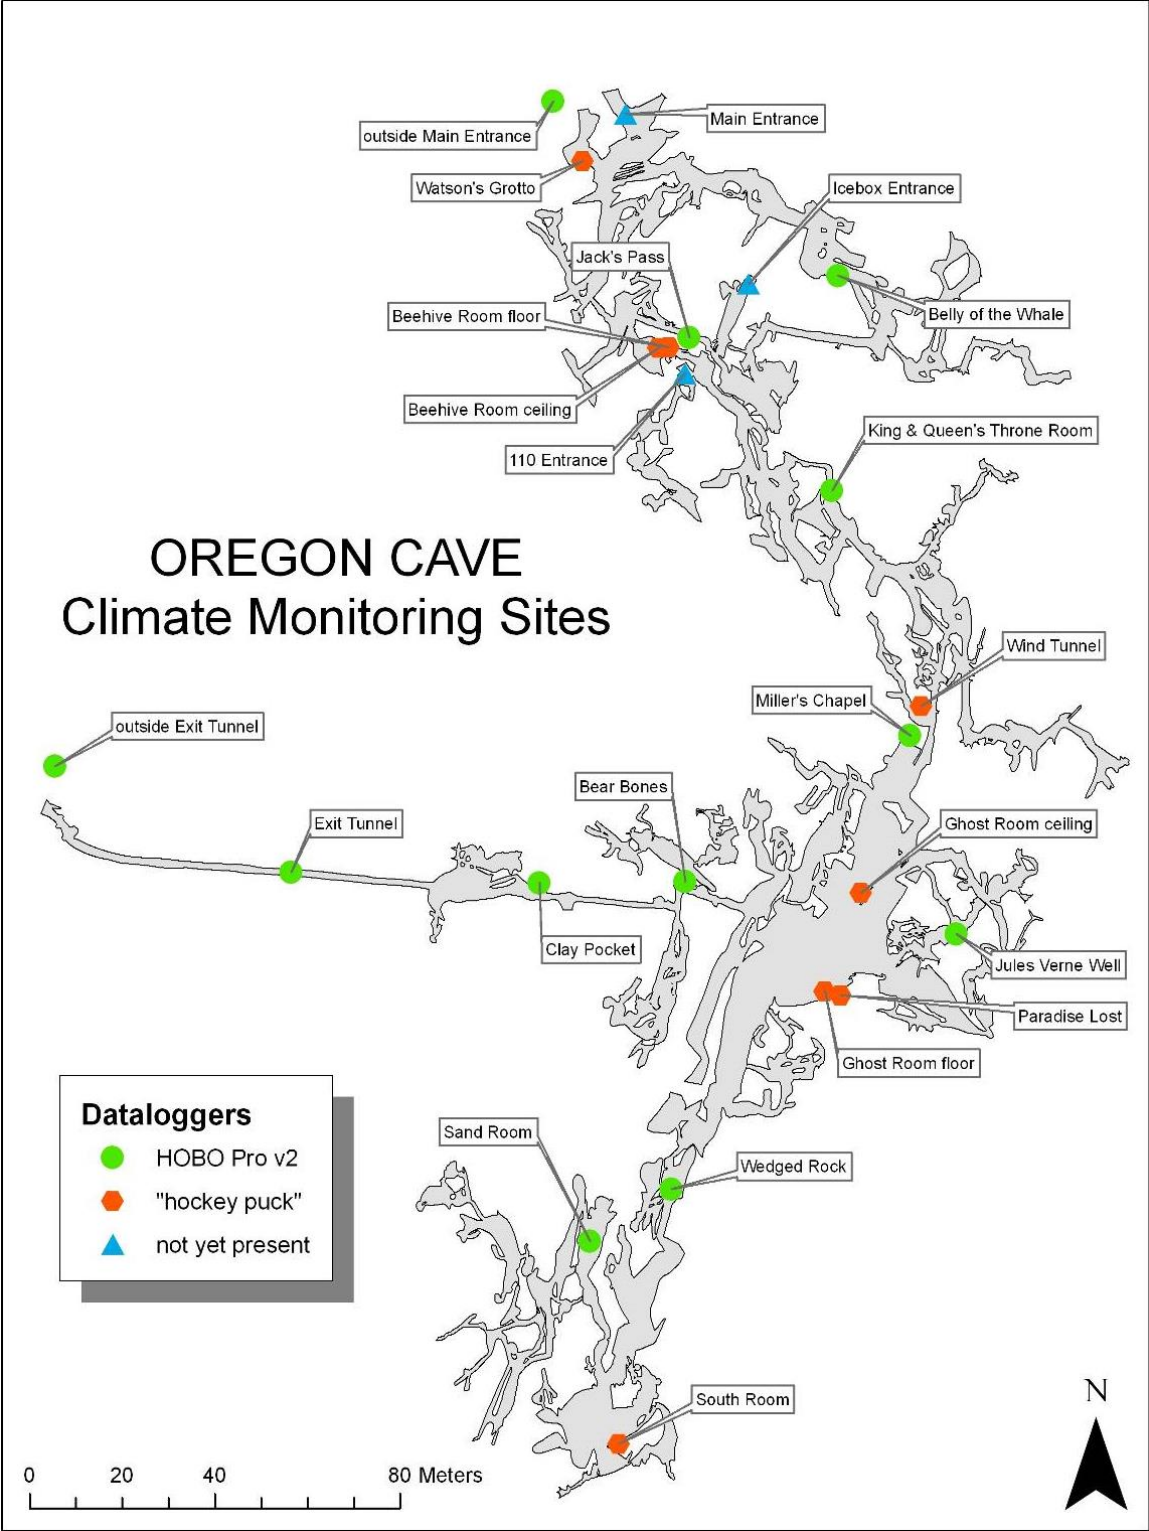 Main Entrance
outside Main Entrance
Watson's Grotto
Icebox Entrance
Jack's Pass
Beehive Room floor
Belly of the Whale
Beehive Room ceiling
King & Queen's Throne Room
110 Entrance
OREGON CAVE
Climate Monitoring Sites
Wind Tunnel
Miller's Chapel
outside Exit Tunnel
Bear Bones
Exit Tunnel
Ghost Room ceiling
Clay Pocket
Jules Verne Well
Paradise Lost
Ghost Room floor
Dataloggers
HOBO Pro v2
"hockey puck"
not yet present
Sand Room
Wedged Rock
South Room
N
0 20 40 80 Meters